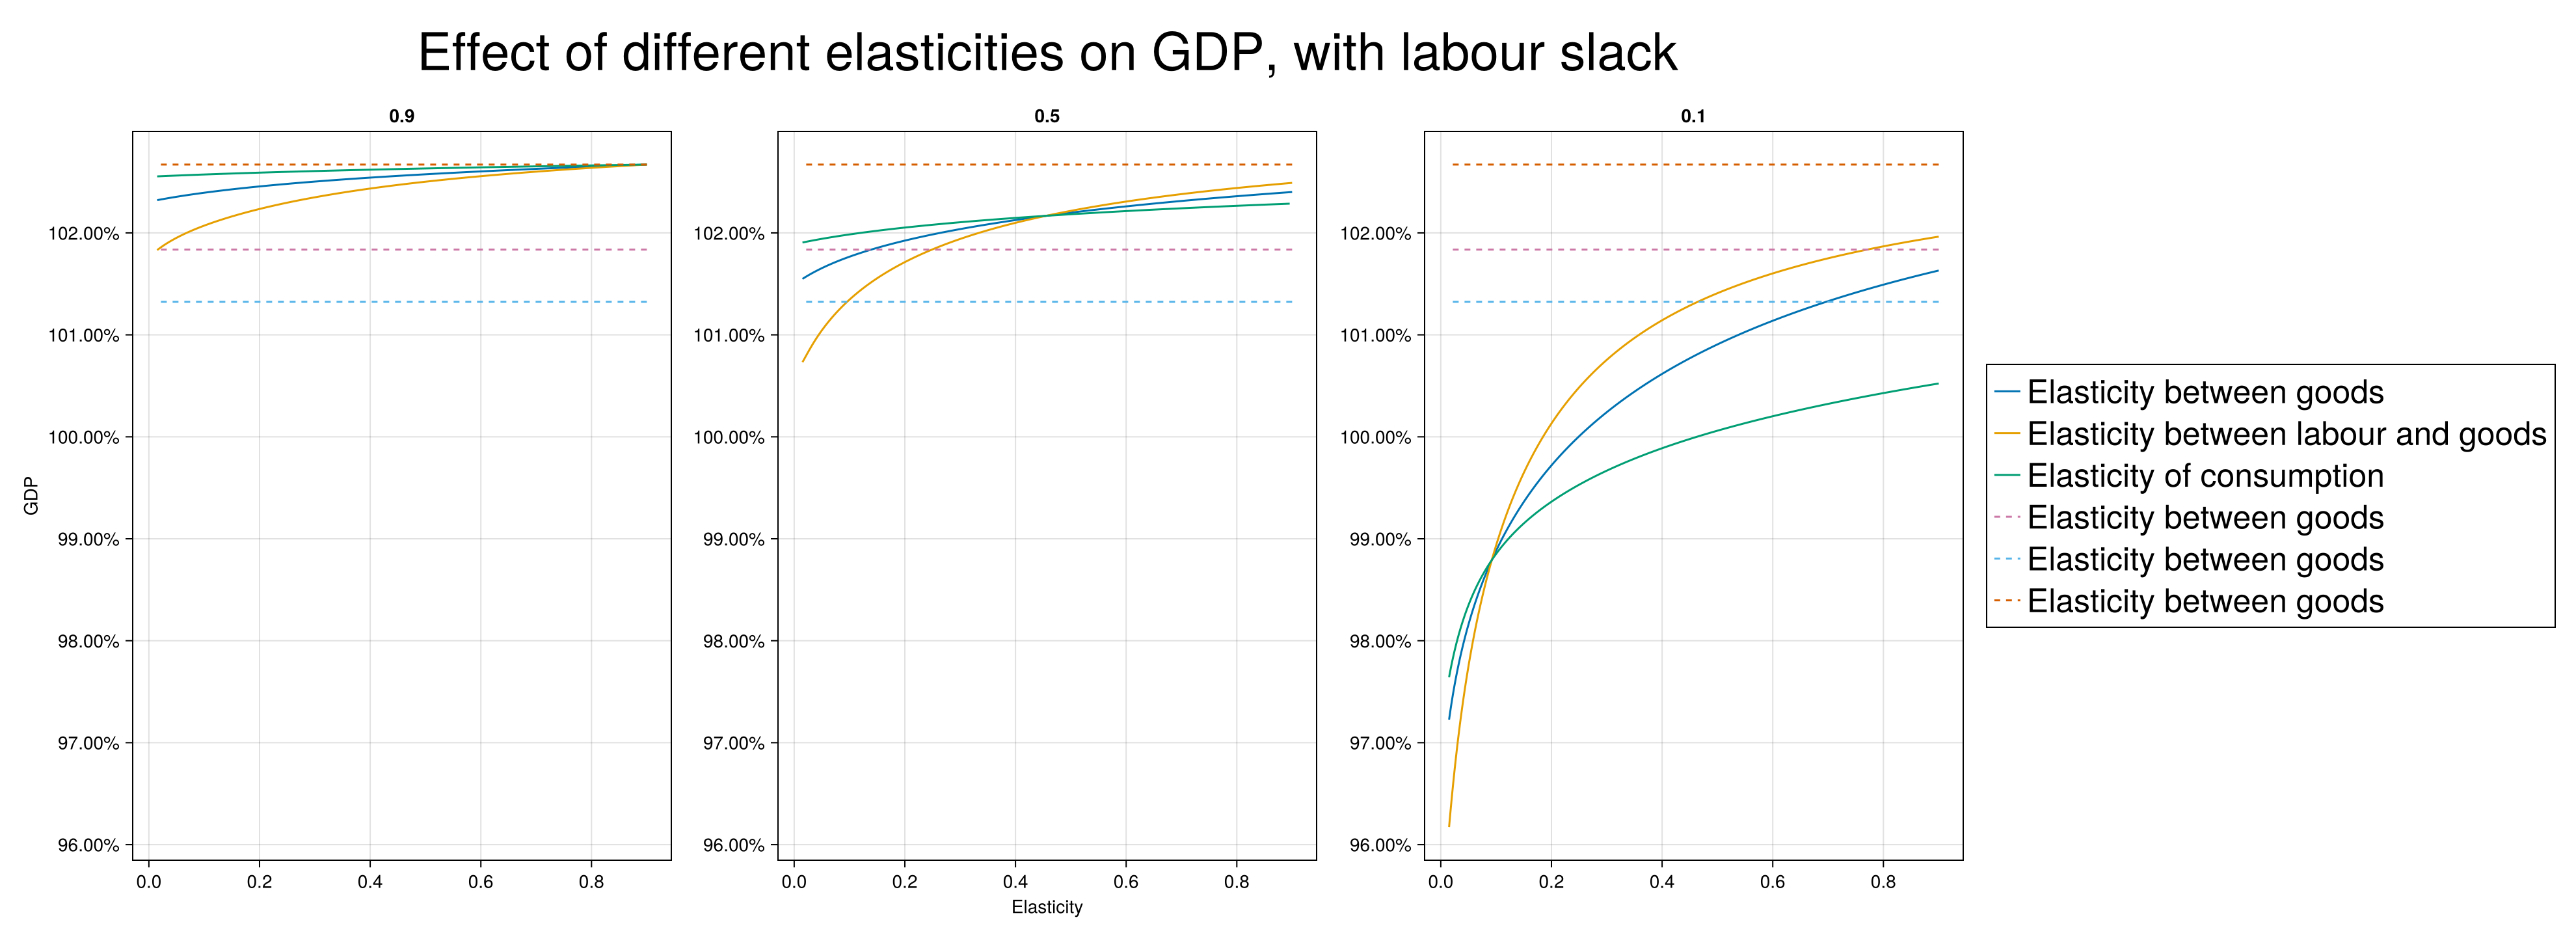 Effect of different elasticities on GDP, with labour slack
0.9
0.5
0.1
GDP
102.00%
101.00%
100.00%
99.00%
98.00%
97.00%
96.00%
0.0 0.2 0.4 0.6 0.8
102.00%
101.00%
100.00%
99.00%
98.00%
97.00%
96.00%
0.0 0.2 0.4 0.6 0.8
102.00%
101.00%
100.00%
99.00%
98.00%
97.00%
96.00%
0.0 0.2 0.4 0.6 0.8
Elasticity
Elasticity between goods
Elasticity between labour and goods
Elasticity of consumption
Elasticity between goods
Elasticity between goods
Elasticity between goods